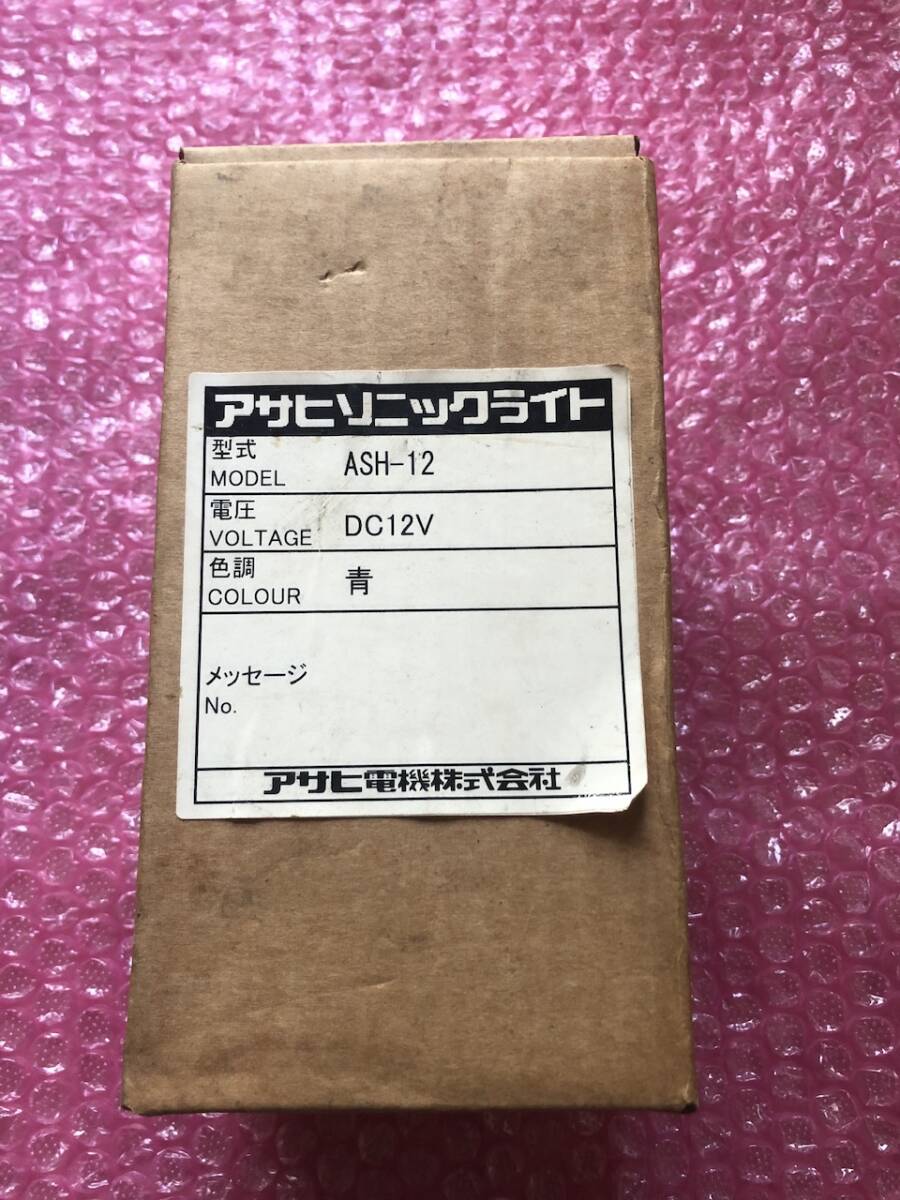 アサヒソニックライト
型式
MODEL ASH-12
電圧
VOLTAGE DC12V
色調
COLOUR 青
メッセージ
No.
アサヒ電機株式会社